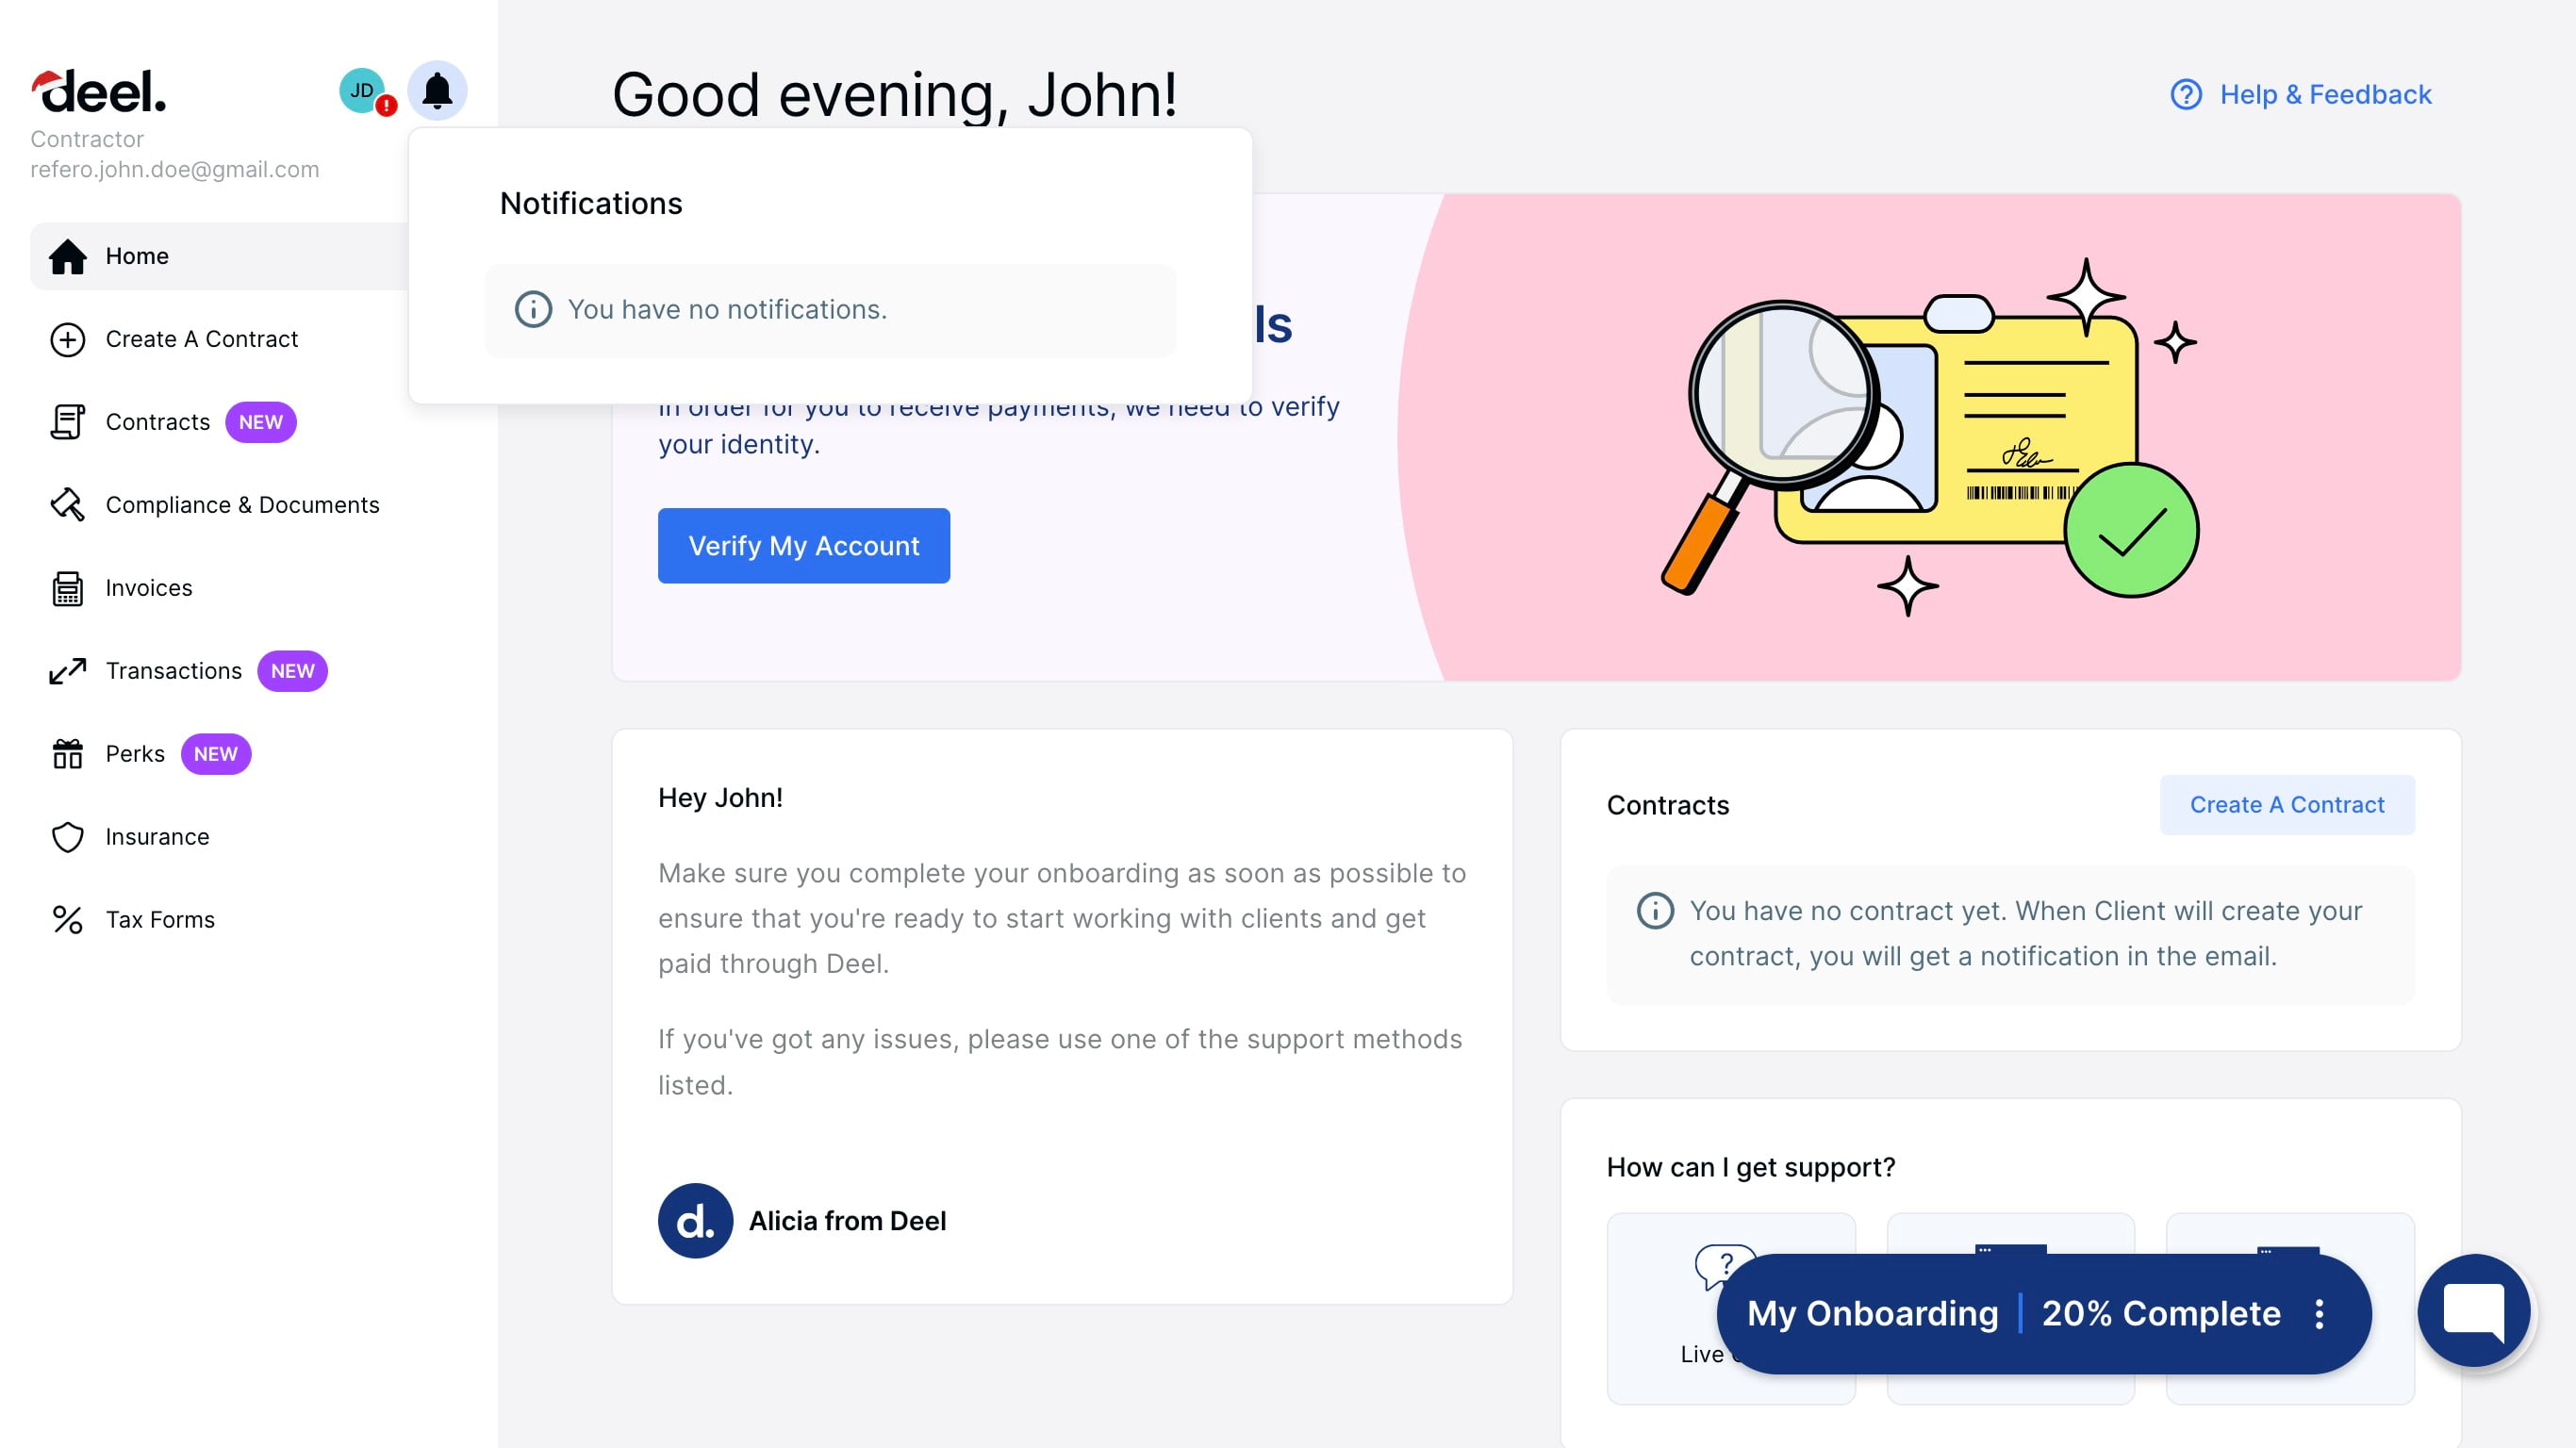 deel.
JD
!
Contractor
refero.john.doe@gmail.com
Home
Create A Contract
Contracts NEW
Compliance & Documents
Invoices
Transactions NEW
Perks NEW
Insurance
Tax Forms
Good evening, John!
Help & Feedback
Notifications
You have no notifications.
ls
In order for you to receive payments, we need to verify
your identity.
Verify My Account
Hey John!
Make sure you complete your onboarding as soon as possible to
ensure that you're ready to start working with clients and get
paid through Deel.
If you've got any issues, please use one of the support methods
listed.
d.
Alicia from Deel
Contracts
Create A Contract
You have no contract yet. When Client will create your
contract, you will get a notification in the email.
How can I get support?
?
Live
My Onboarding | 20% Complete